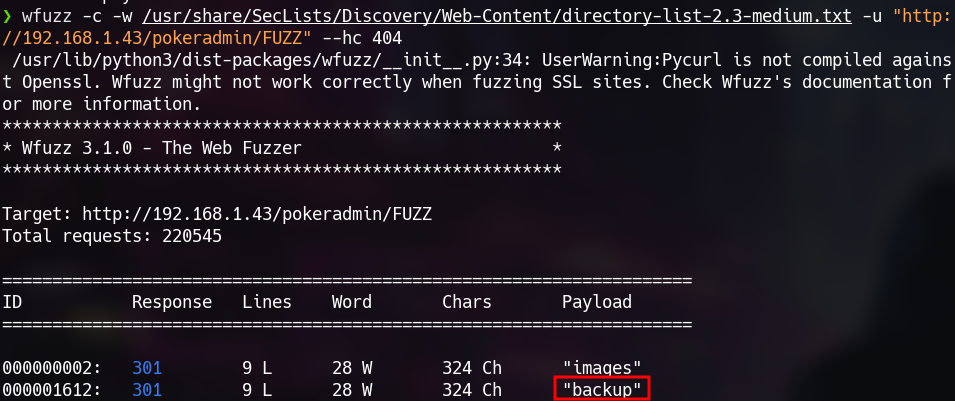 ❯ wfuzz -c -w /usr/share/SecLists/Discovery/Web-Content/directory-list-2.3-medium.txt -u "http:
//192.168.1.43/pokeradmin/FUZZ" --hc 404
/usr/lib/python3/dist-packages/wfuzz/__init__.py:34: UserWarning:Pycurl is not compiled agains
t Openssl. Wfuzz might not work correctly when fuzzing SSL sites. Check Wfuzz's documentation f
or more information.
********************************************************
* Wfuzz 3.1.0 - The Web Fuzzer                         *
********************************************************
Target: http://192.168.1.43/pokeradmin/FUZZ
Total requests: 220545
=====================================================================
ID           Response   Lines    Word       Chars       Payload
=====================================================================
000000002:   301        9 L      28 W       324 Ch      "images"
000001612:   301        9 L      28 W       324 Ch      "backup"